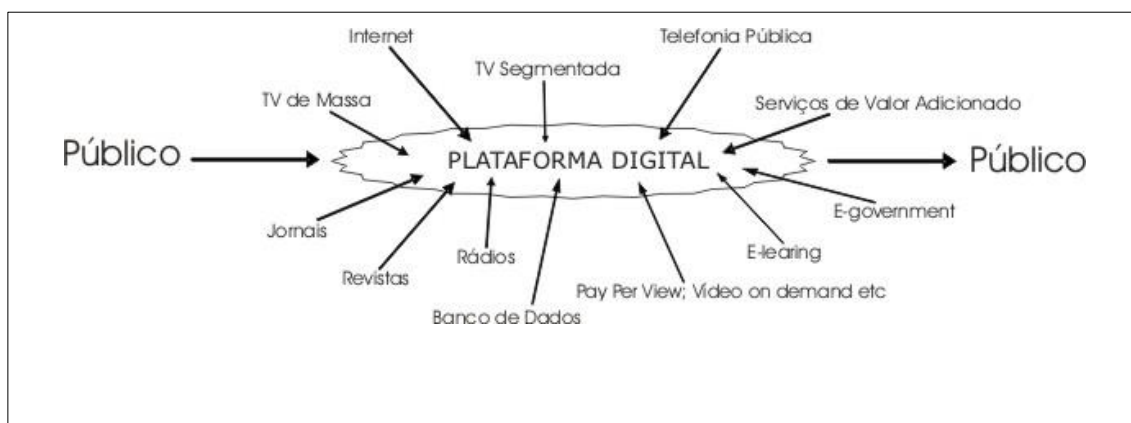 Internet
Telefonia Pública
TV Segmentada
TV de Massa
Serviços de Valor Adicionado
Público
PLATAFORMA DIGITAL
Público
E-government
Jornais
Rádios
E-learing
Revistas
Pay Per View; Vídeo on demand etc
Banco de Dados